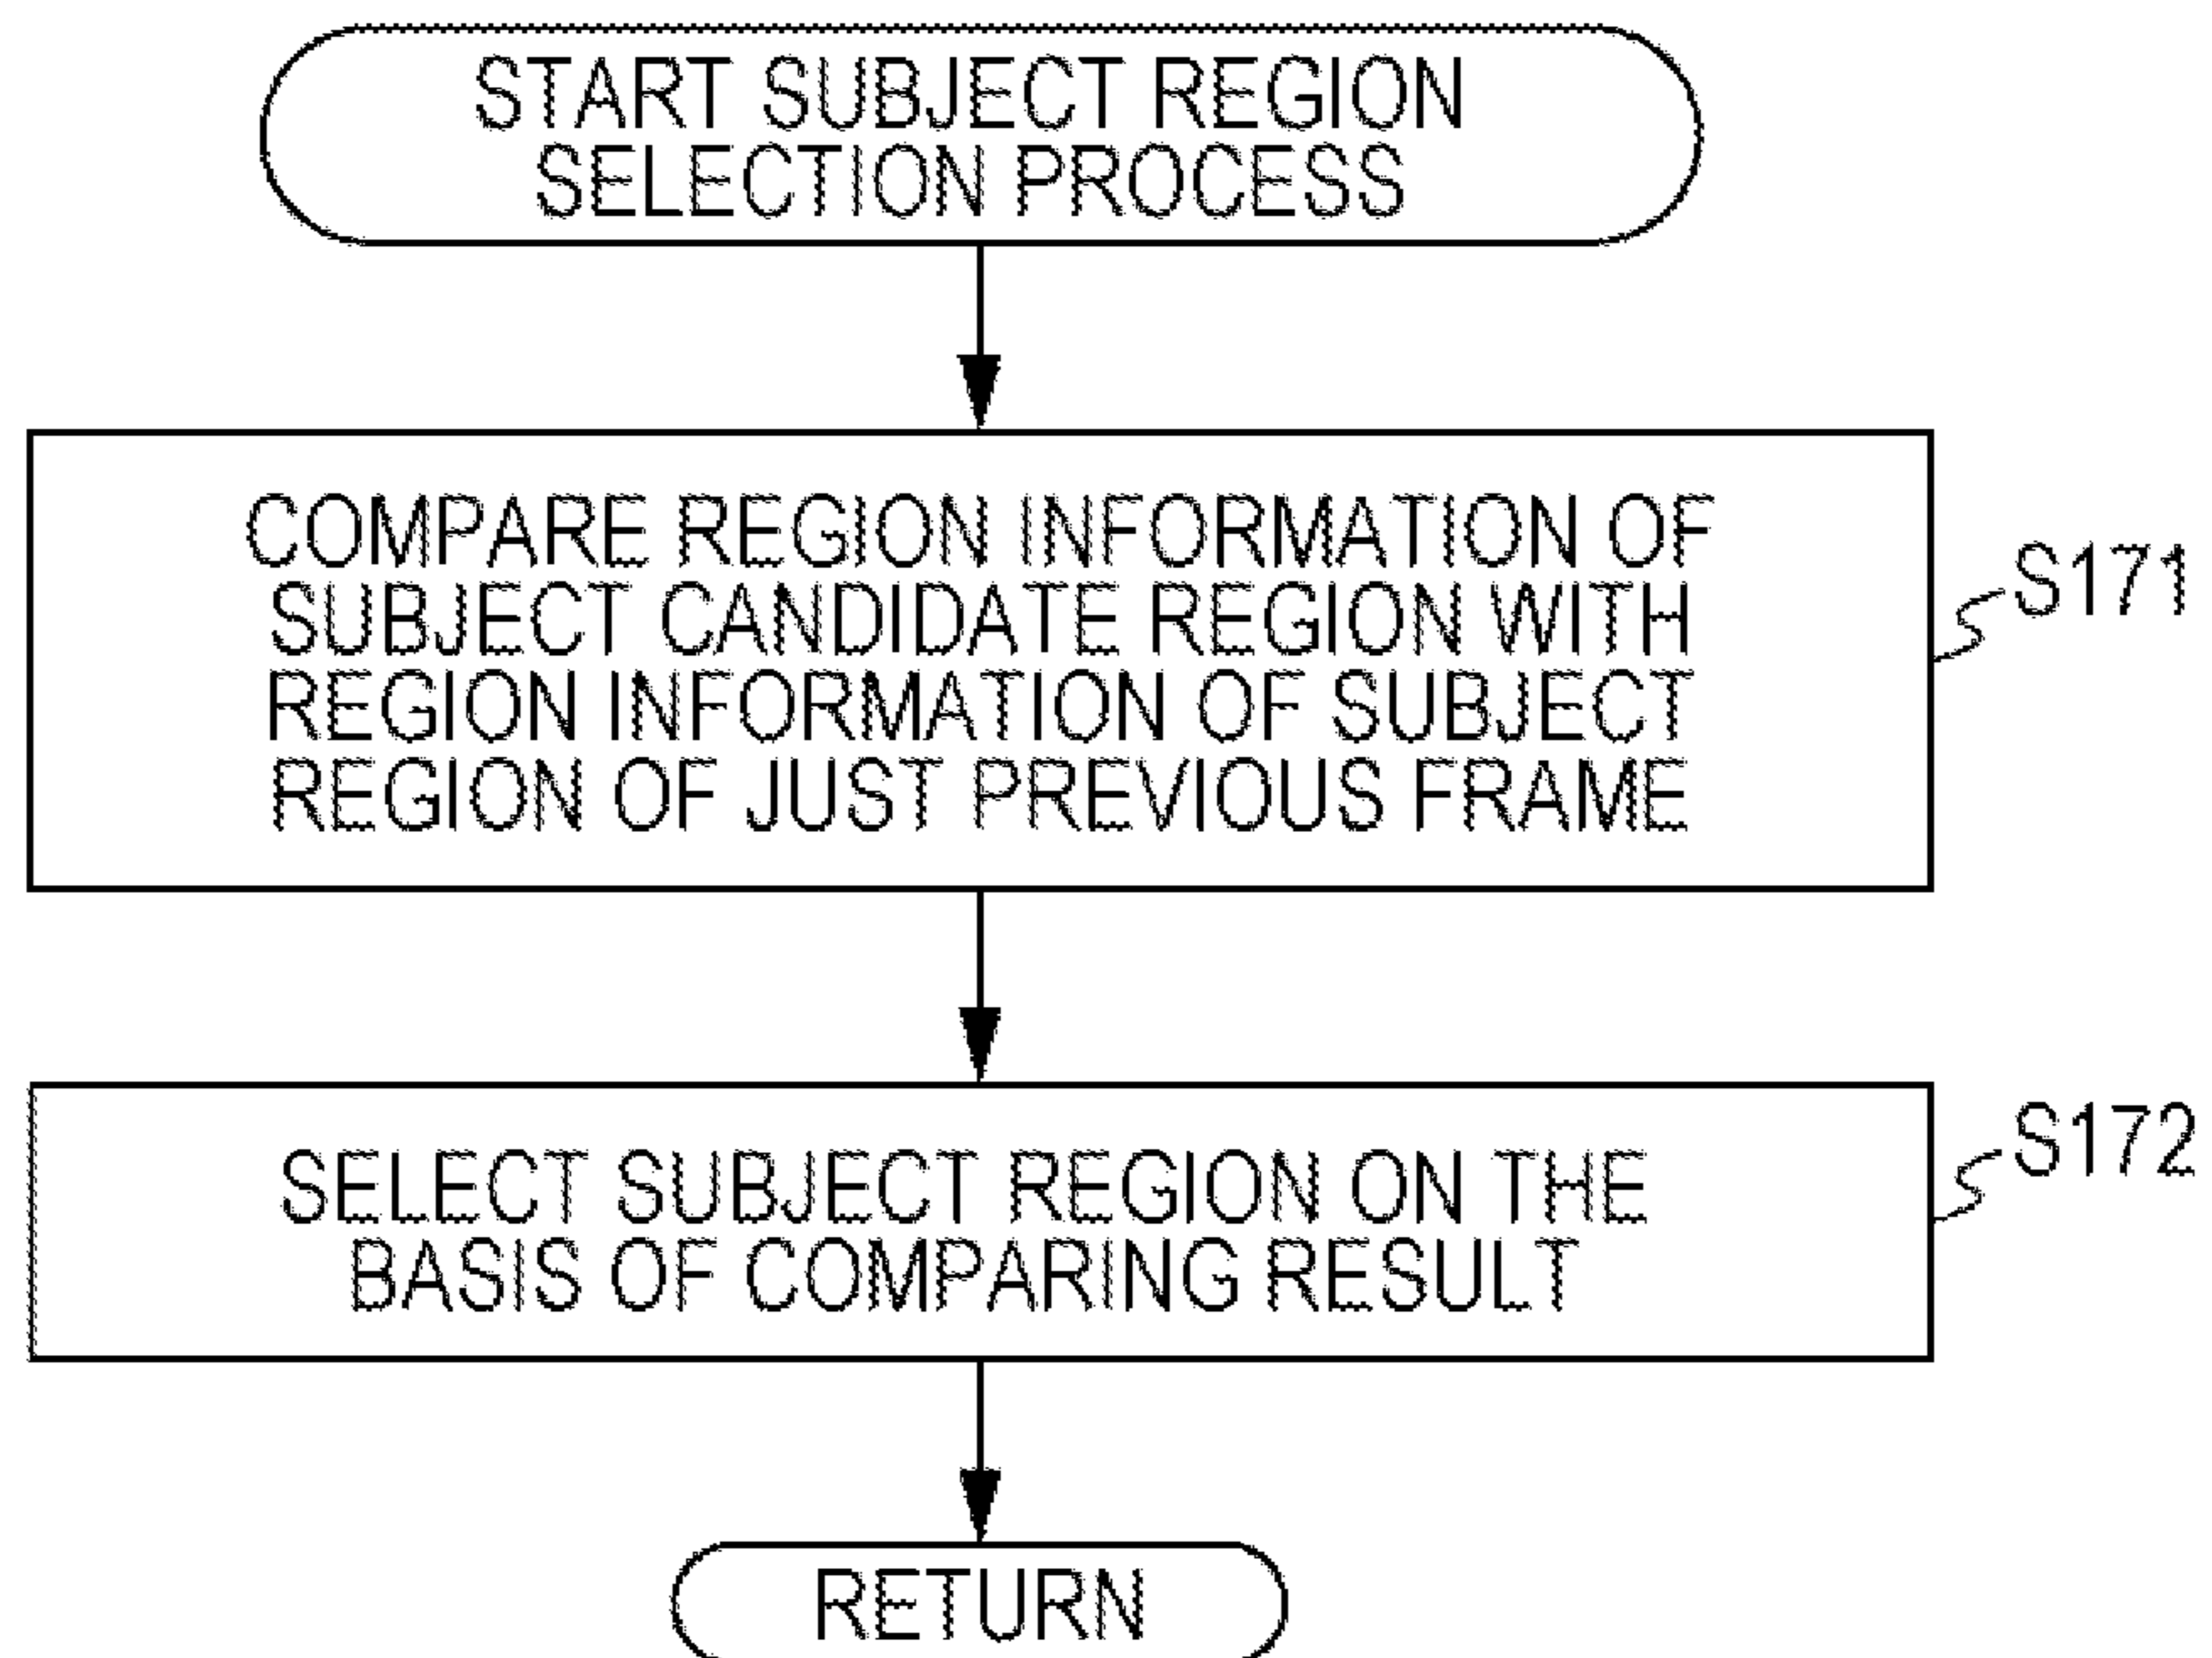 START SUBJECT REGION
SELECTION PROCESS
COMPARE REGION INFORMATION OF
SUBJECT CANDIDATE REGION WITH
REGION INFORMATION OF SUBJECT
REGION OF JUST PREVIOUS FRAME
S171
SELECT SUBJECT REGION ON THE
BASIS OF COMPARING RESULT
S172
RETURN